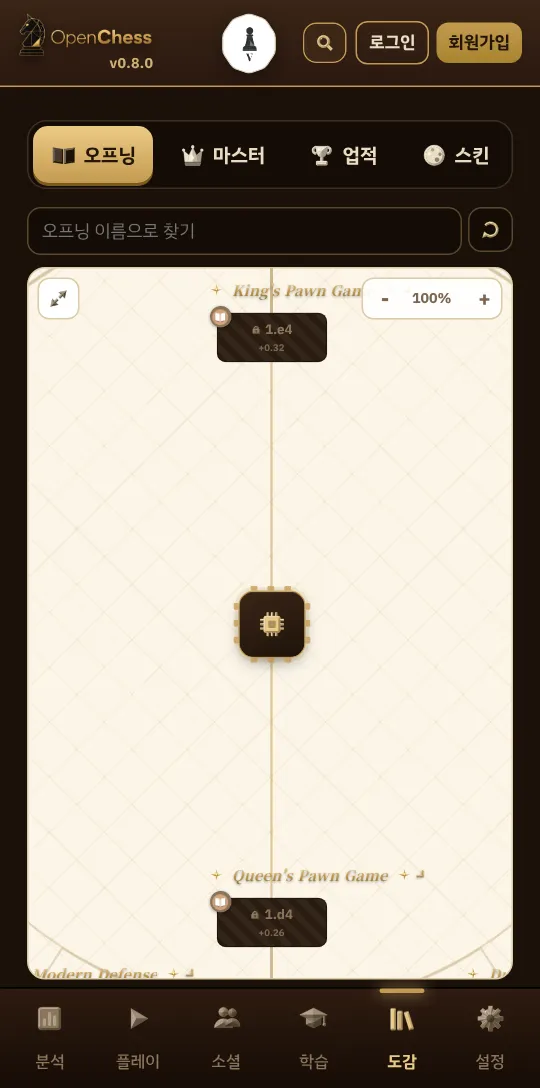 OpenChess
v0.8.0
V
로그인
회원가입
오프닝
마스터
업적
스킨
오프닝 이름으로 찾기
King's Pawn Gam
- 100% +
1.e4
+0.32
Queen's Pawn Game
1.d4
+0.26
Modern Defense
분석
플레이
소셜
학습
도감
설정